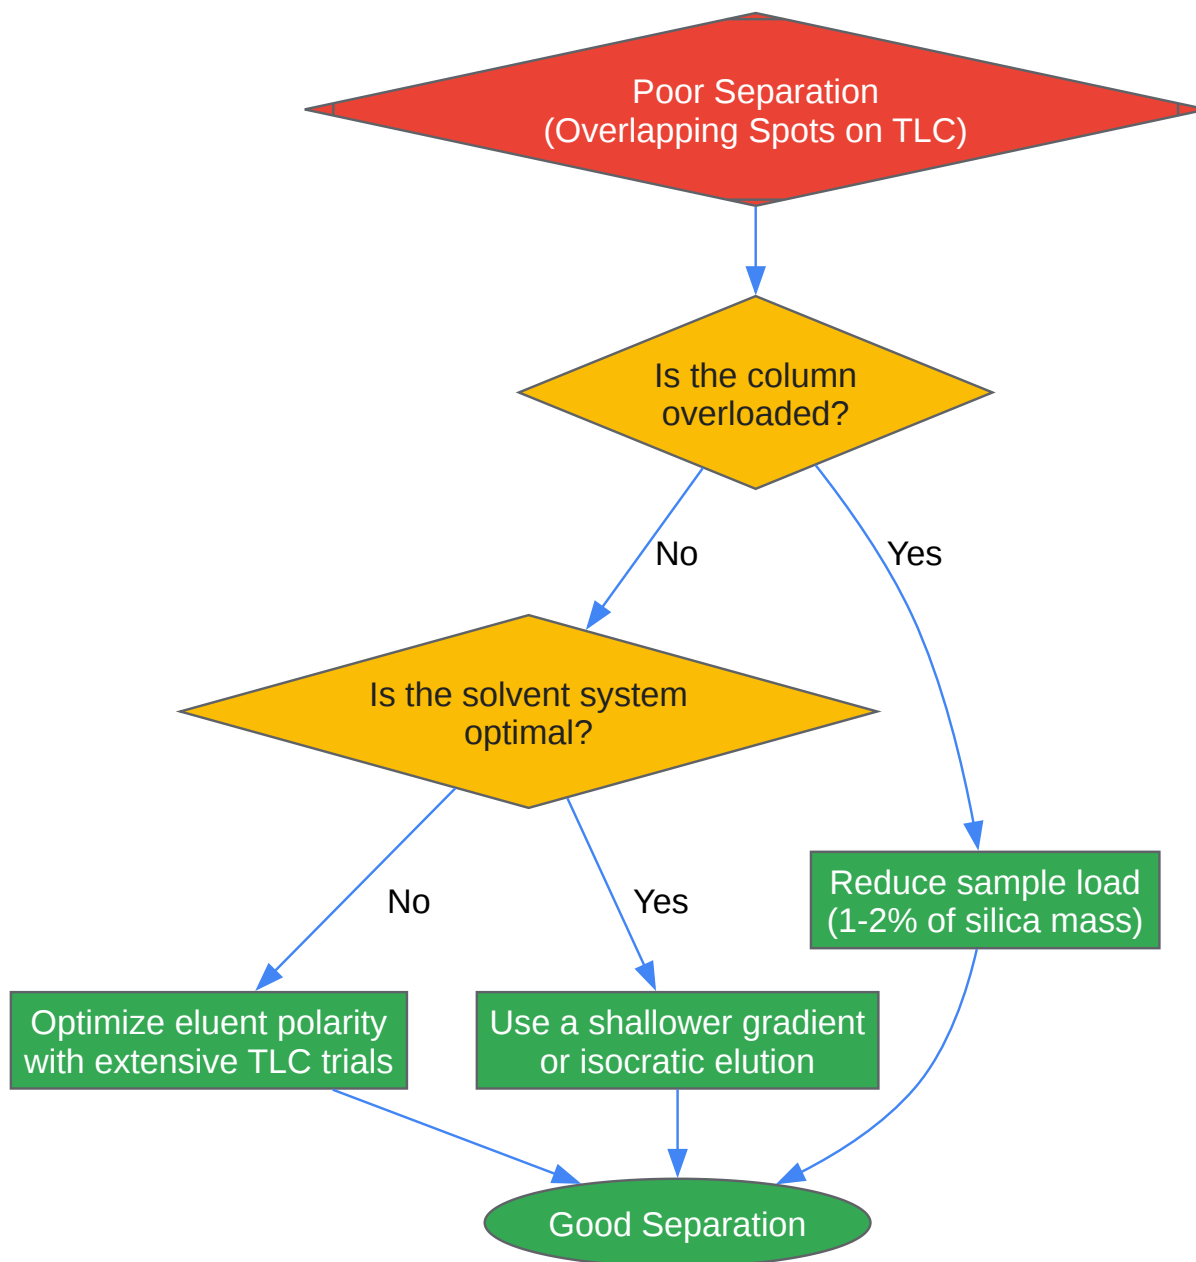 Poor Separation
(Overlapping Spots on TLC)
Is the column
overloaded?
No
Yes
Is the solvent system
optimal?
No
Yes
Reduce sample load
(1-2% of silica mass)
Optimize eluent polarity
with extensive TLC trials
Use a shallower gradient
or isocratic elution
Good Separation